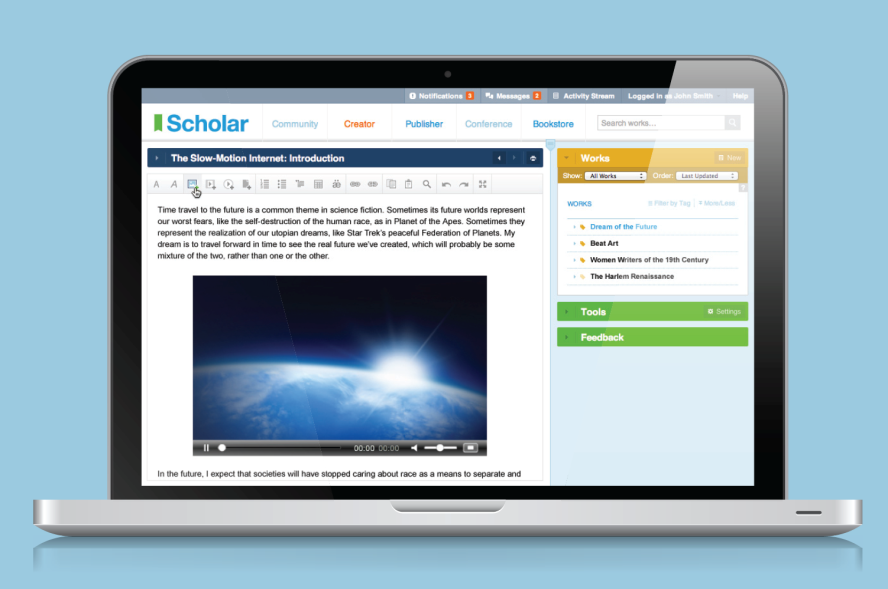 Notifications 3 Messages 2 Activity Stream Logged in as John Smith Help
Scholar Community Creator Publisher Conference Bookstore Search works...
The Slow-Motion Internet: Introduction
Works New
Show: All Works Order: Last Updated
?
A A
WORKS Filter by Tag More/Less
Time travel to the future is a common theme in science fiction. Sometimes its future worlds represent
our worst fears, like the self-destruction of the human race, as in Planet of the Apes. Sometimes they
represent the realization of our utopian dreams, like Star Trek's peaceful Federation of Planets. My
dream is to travel forward in time to see the real future we've created, which will probably be some
mixture of the two, rather than one or the other.
Dream of the Future
Beat Art
Women Writers of the 19th Century
The Harlem Renaissance
Tools Settings
Feedback
00:00 00:00
In the future, I expect that societies will have stopped caring about race as a means to separate and